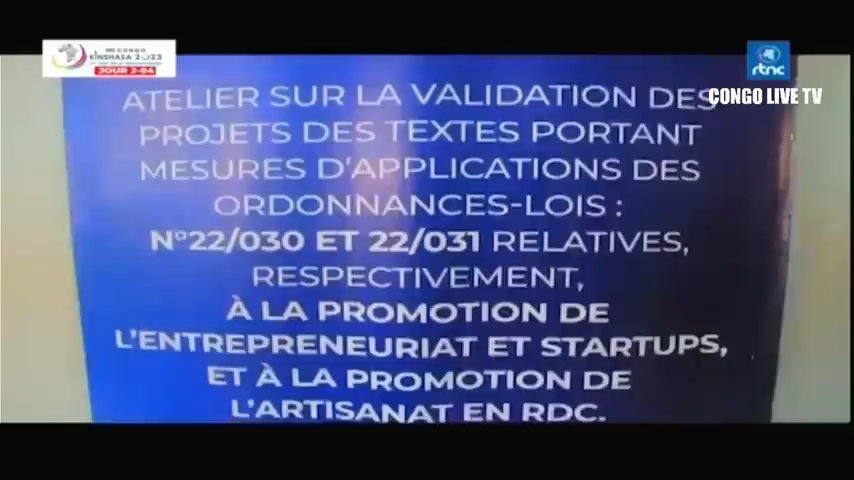 KINSHASA 2023
JOUR J-64
rtnc
CONGO LIVE TV
ATELIER SUR LA VALIDATION DES
PROJETS DES TEXTES PORTANT
MESURES D'APPLICATIONS DES
ORDONNANCES-LOIS :
N°22/030 ET 22/031 RELATIVES,
RESPECTIVEMENT,
À LA PROMOTION DE
L'ENTREPRENEURIAT ET STARTUPS,
ET À LA PROMOTION DE
L'ARTISANAT EN RDC.